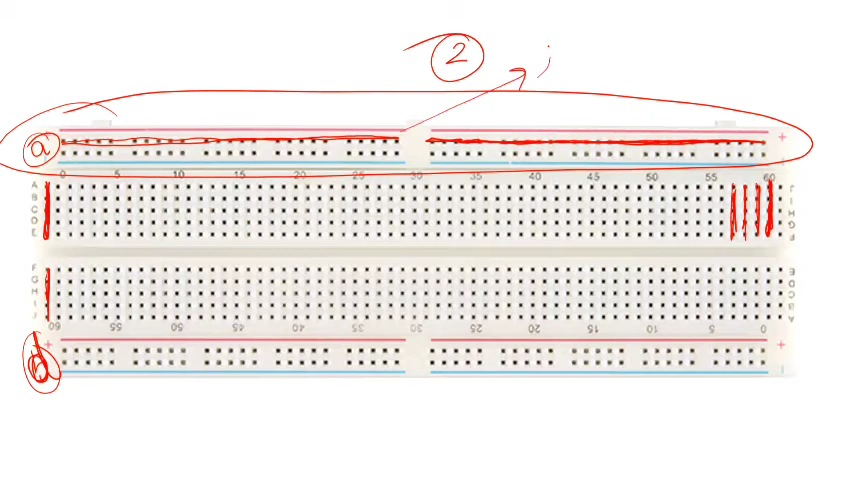 2
a
+
0 5 10 15 20 25 30 35 40 45 50 55 60
A J
B I
C H
D G
E F
F E
G D
H C
I B
J A
60 55 50 45 40 35 30 25 20 15 10 5 0
+ +
d